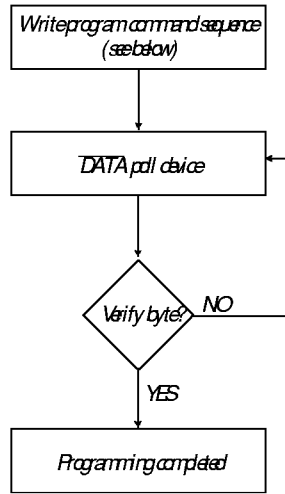 Write program command sequence
(see below)
DATA poll device
Verify byte?
NO
YES
Programming completed